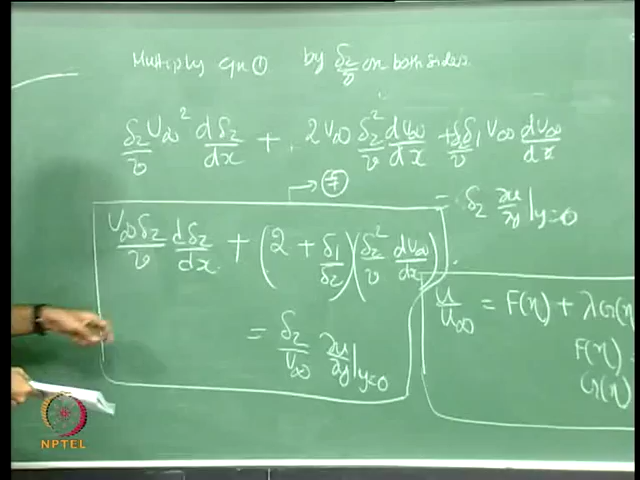 Multiply eqn ① by δ₂/ν on both sides.
δ₂/ν U∞² dδ₂/dx + 2U∞ δ₂²/ν dU∞/dx + δ₂δ₁/ν U∞ dU∞/dx
= δ₂ ∂u/∂y|y=0
→ ⑦
U∞δ₂/ν dδ₂/dx + (2 + δ₁/δ₂)(δ₂²/ν dU∞/dx)
= δ₂/U∞ ∂u/∂y|y=0
u/U∞ = F(η) + λG(η
F(η)
G(η)
NPTEL